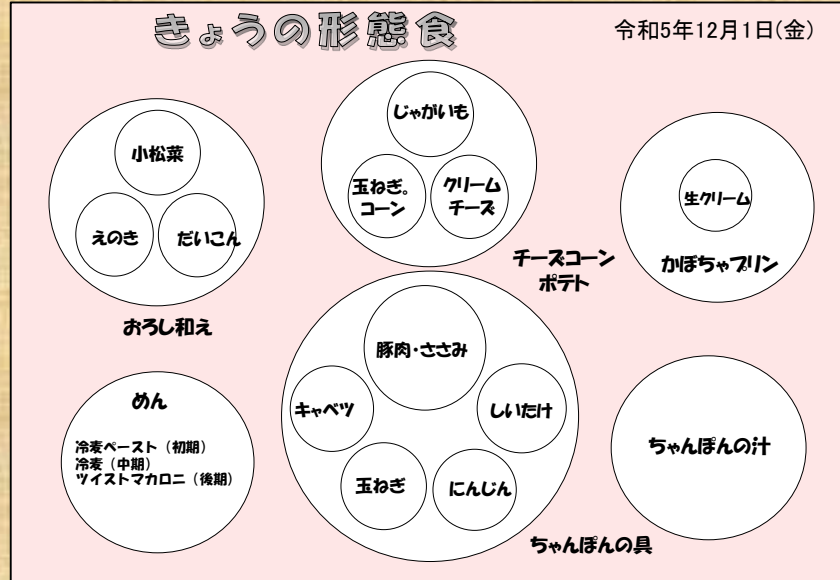 きょうの形態食
令和5年12月1日(金)
小松菜
えのき
だいこん
おろし和え
じゃがいも
玉ねぎ。
コーン
クリーム
チーズ
チーズコーン
ポテト
生クリーム
かぼちゃプリン
めん
冷麦ペースト（初期）
冷麦（中期）
ツイストマカロニ（後期）
豚肉・ささみ
キャベツ
しいたけ
玉ねぎ
にんじん
ちゃんぽんの具
ちゃんぽんの汁